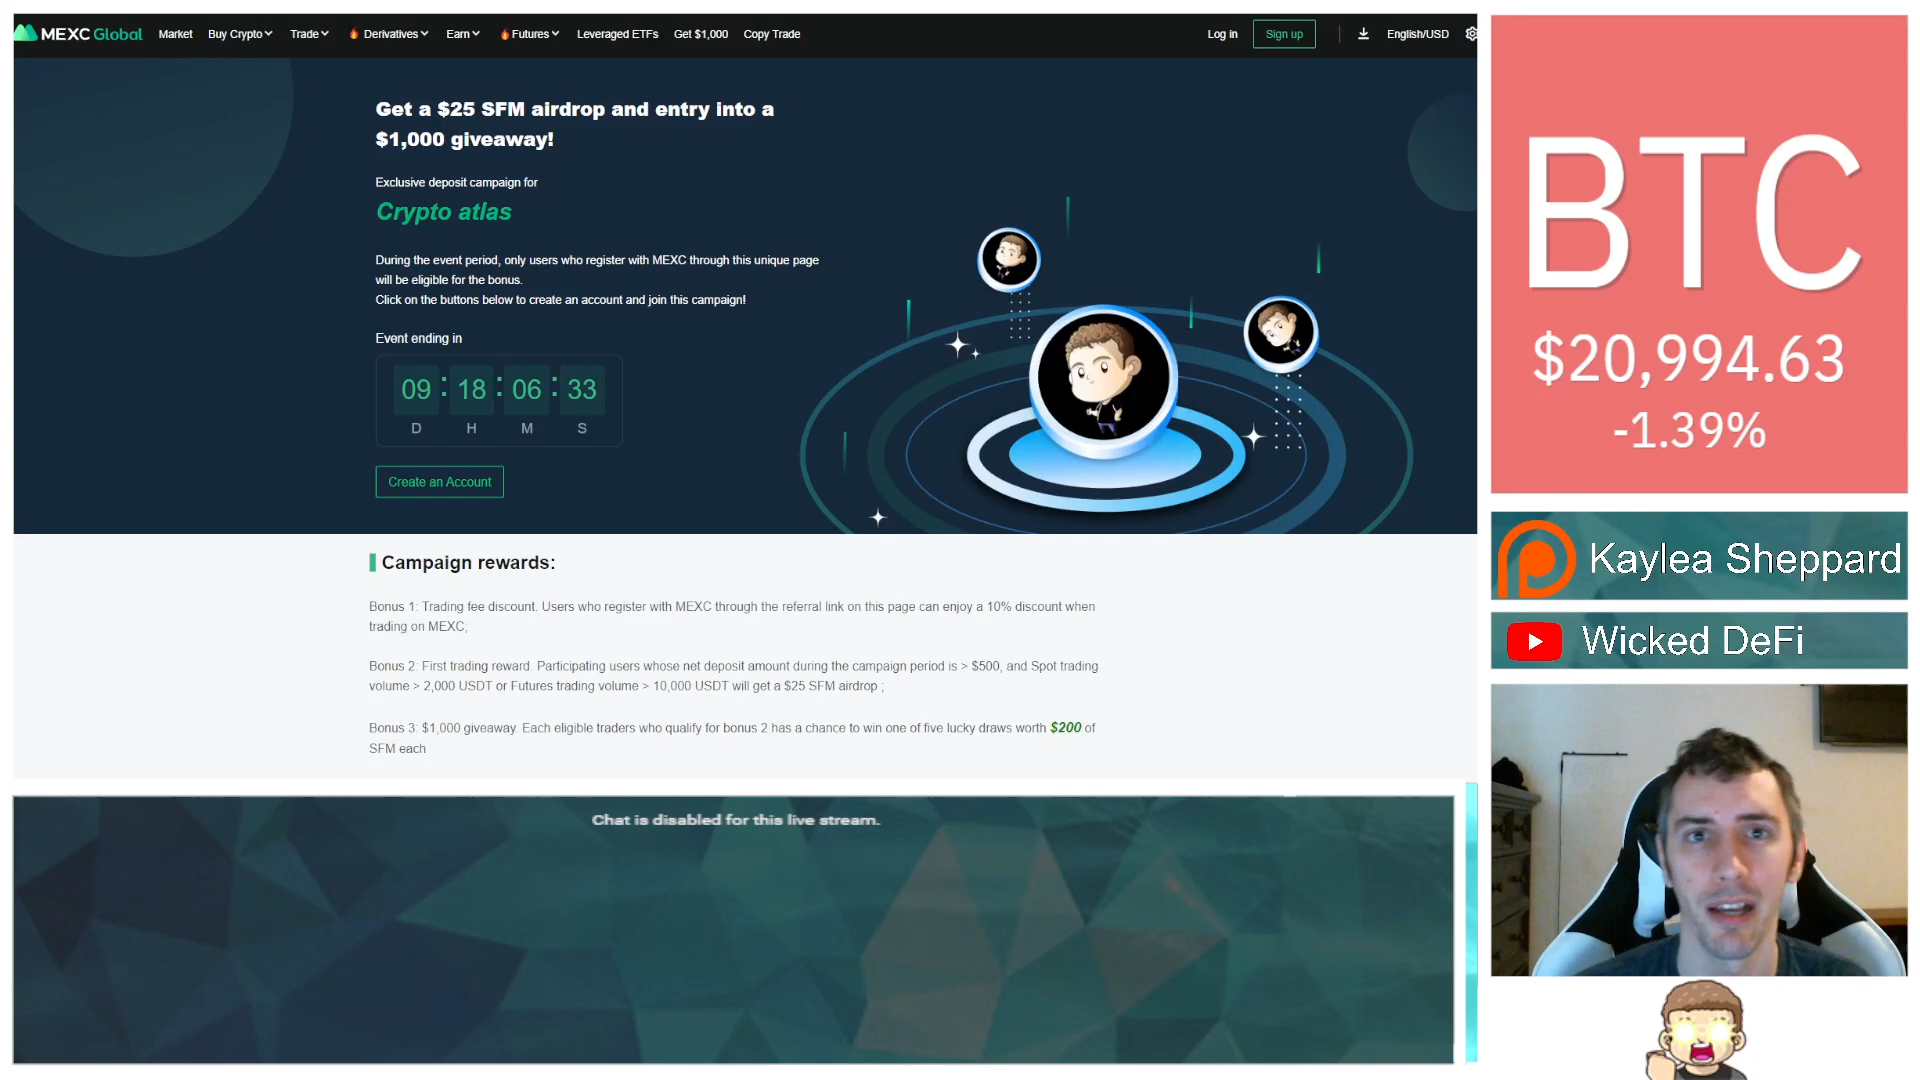 MEXC Global
Market
Buy Crypto
Trade
Derivatives
Earn
Futures
Leveraged ETFs
Get $1,000
Copy Trade
Log in
Sign up
English/USD
Get a $25 SFM airdrop and entry into a
$1,000 giveaway!
Exclusive deposit campaign for
Crypto atlas
During the event period, only users who register with MEXC through this unique page
will be eligible for the bonus.
Click on the buttons below to create an account and join this campaign!
Event ending in
09 : 18 : 06 : 33
D H M S
Create an Account
Campaign rewards:
Bonus 1: Trading fee discount. Users who register with MEXC through the referral link on this page can enjoy a 10% discount when
trading on MEXC;
Bonus 2: First trading reward. Participating users whose net deposit amount during the campaign period is > $500, and Spot trading
volume > 2,000 USDT or Futures trading volume > 10,000 USDT will get a $25 SFM airdrop ;
Bonus 3: $1,000 giveaway. Each eligible traders who qualify for bonus 2 has a chance to win one of five lucky draws worth $200 of
SFM each
Chat is disabled for this live stream.
BTC
$20,994.63
-1.39%
Kaylea Sheppard
Wicked DeFi